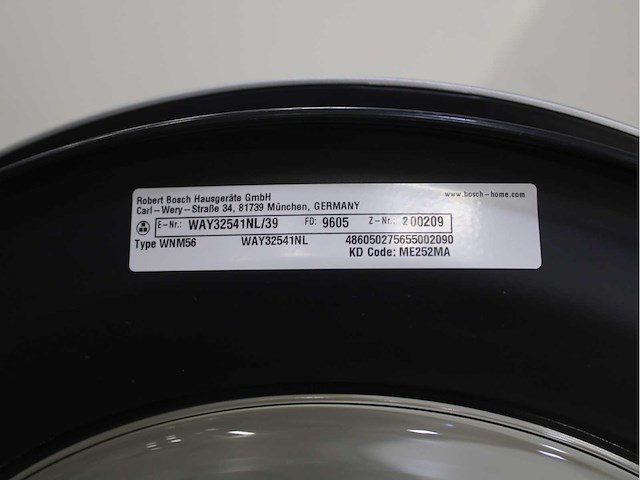 Robert Bosch Hausgeräte GmbH www.bosch-home.com
Carl-Wery-Straße 34, 81739 München, GERMANY
E-Nr.: WAY32541NL/39 FD: 9605 Z-Nr.: 200209
Type WNM56 WAY32541NL 486050275655002090
KD Code: ME252MA